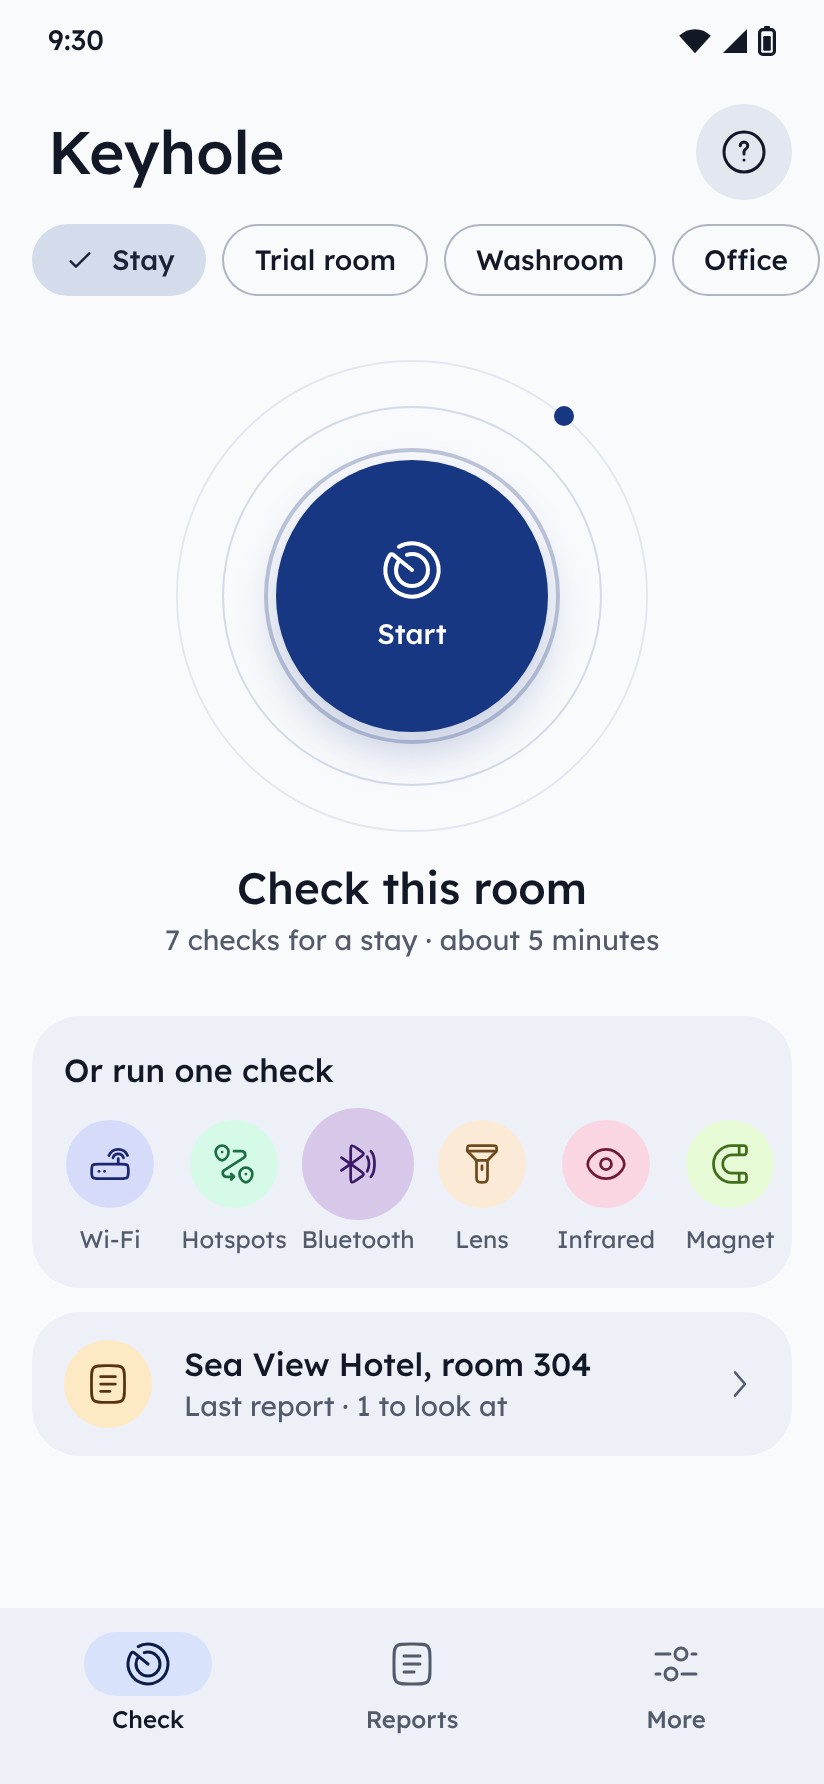 9:30
Keyhole
Stay
Trial room
Washroom
Office
Start
Check this room
7 checks for a stay · about 5 minutes
Or run one check
Wi-Fi
Hotspots
Bluetooth
Lens
Infrared
Magnet
Sea View Hotel, room 304
Last report · 1 to look at
Check
Reports
More